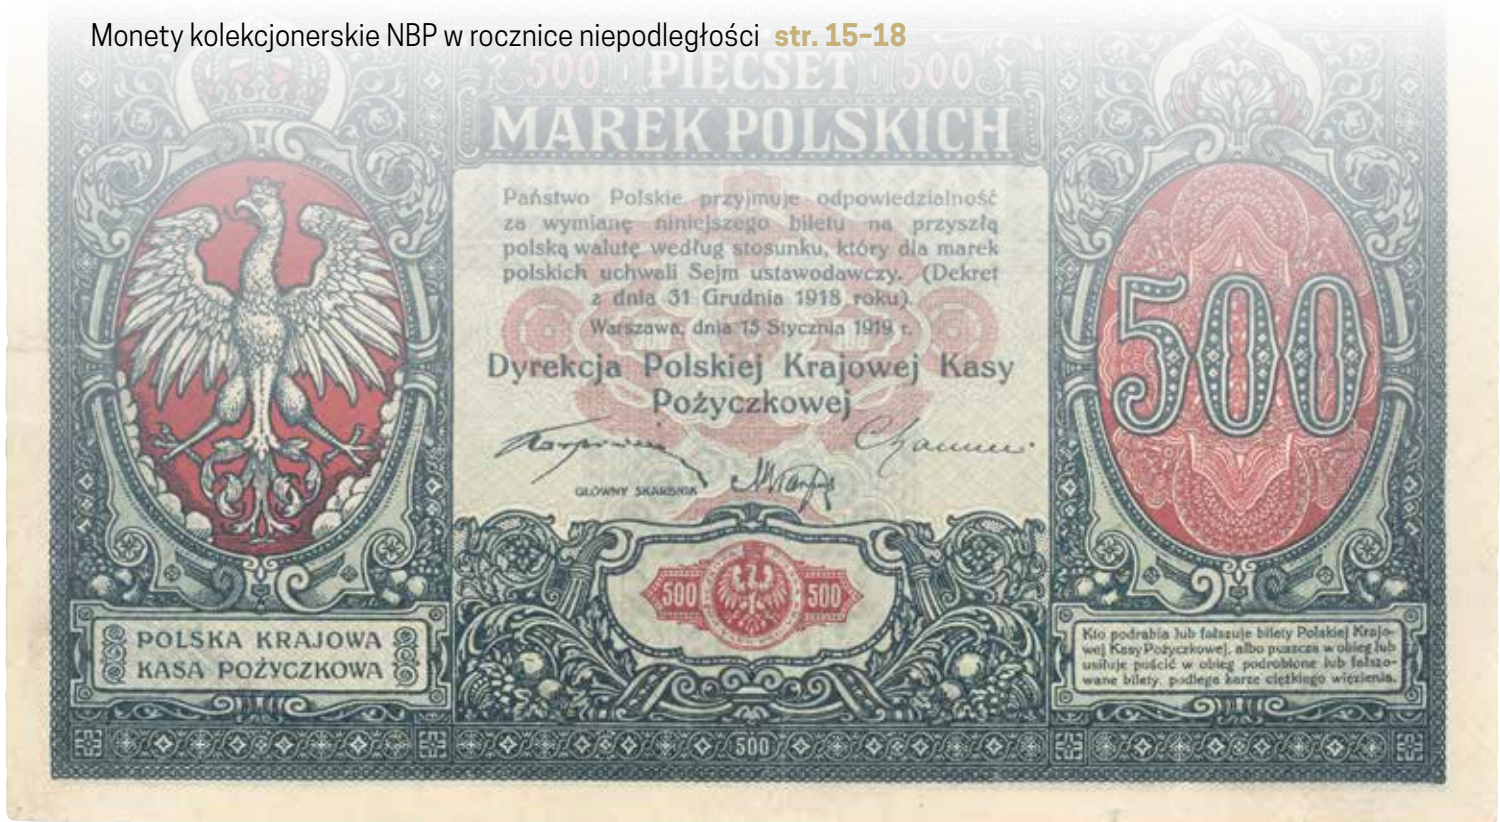 Monety kolekcjonerskie NBP w rocznice niepodległości str. 15-18
500 PIĘĆSET 500
MAREK POLSKICH
Państwo Polskie przyjmuje odpowiedzialność
za wymianę niniejszego biletu na przyszłą
polską walutę według stosunku, który dla marek
polskich uchwali Sejm ustawodawczy. (Dekret
z dnia 31 Grudnia 1918 roku).
Warszawa, dnia 15 Stycznia 1919 r.
Dyrekcja Polskiej Krajowej Kasy
Pożyczkowej
GŁÓWNY SKARBNIK
500
500 500
POLSKA KRAJOWA
KASA POŻYCZKOWA
Kto podrabia lub fałszuje bilety Polskiej Krajo-
wej Kasy Pożyczkowej, albo puszcza w obieg lub
usiłuje puścić w obieg podrobione lub fałszo-
wane bilety, podlega karze ciężkiego więzienia.
500